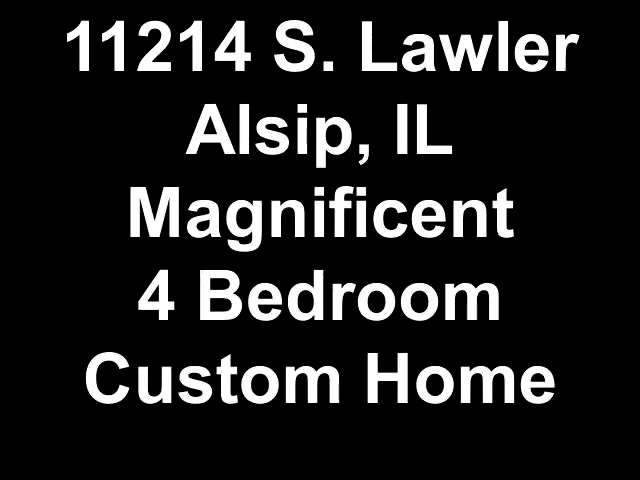 11214 S. Lawler
Alsip, IL
Magnificent
4 Bedroom
Custom Home